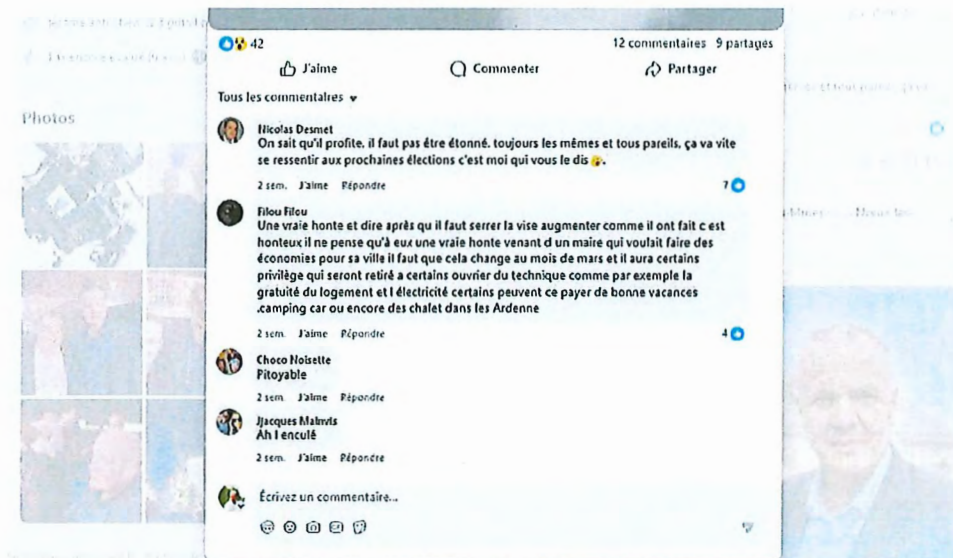 Photos
42
12 commentaires 9 partages
J'aime Commenter Partager
Tous les commentaires
Nicolas Desmet
On sait qu'il profite, il faut pas être étonné. toujours les mêmes et tous pareils, ça va vite
se ressentir aux prochaines élections c'est moi qui vous le dis.
2 sem. J'aime Répondre 7
Filou Filou
Une vraie honte et dire après qu il faut serrer la vise augmenter comme il ont fait c est
honteux il ne pense qu'à eux une vraie honte venant d un maire qui voulait faire des
économies pour sa ville il faut que cela change au mois de mars et il aura certains
privilège qui seront retiré a certains ouvrier du technique comme par exemple la
gratuité du logement et l électricité certains peuvent ce payer de bonne vacances
.camping car ou encore des chalet dans les Ardenne
2 sem. J'aime Répondre 4
Choco Noisette
Pitoyable
2 sem. J'aime Répondre
Jjacques Malnvis
Ah l enculé
2 sem. J'aime Répondre
Écrivez un commentaire...